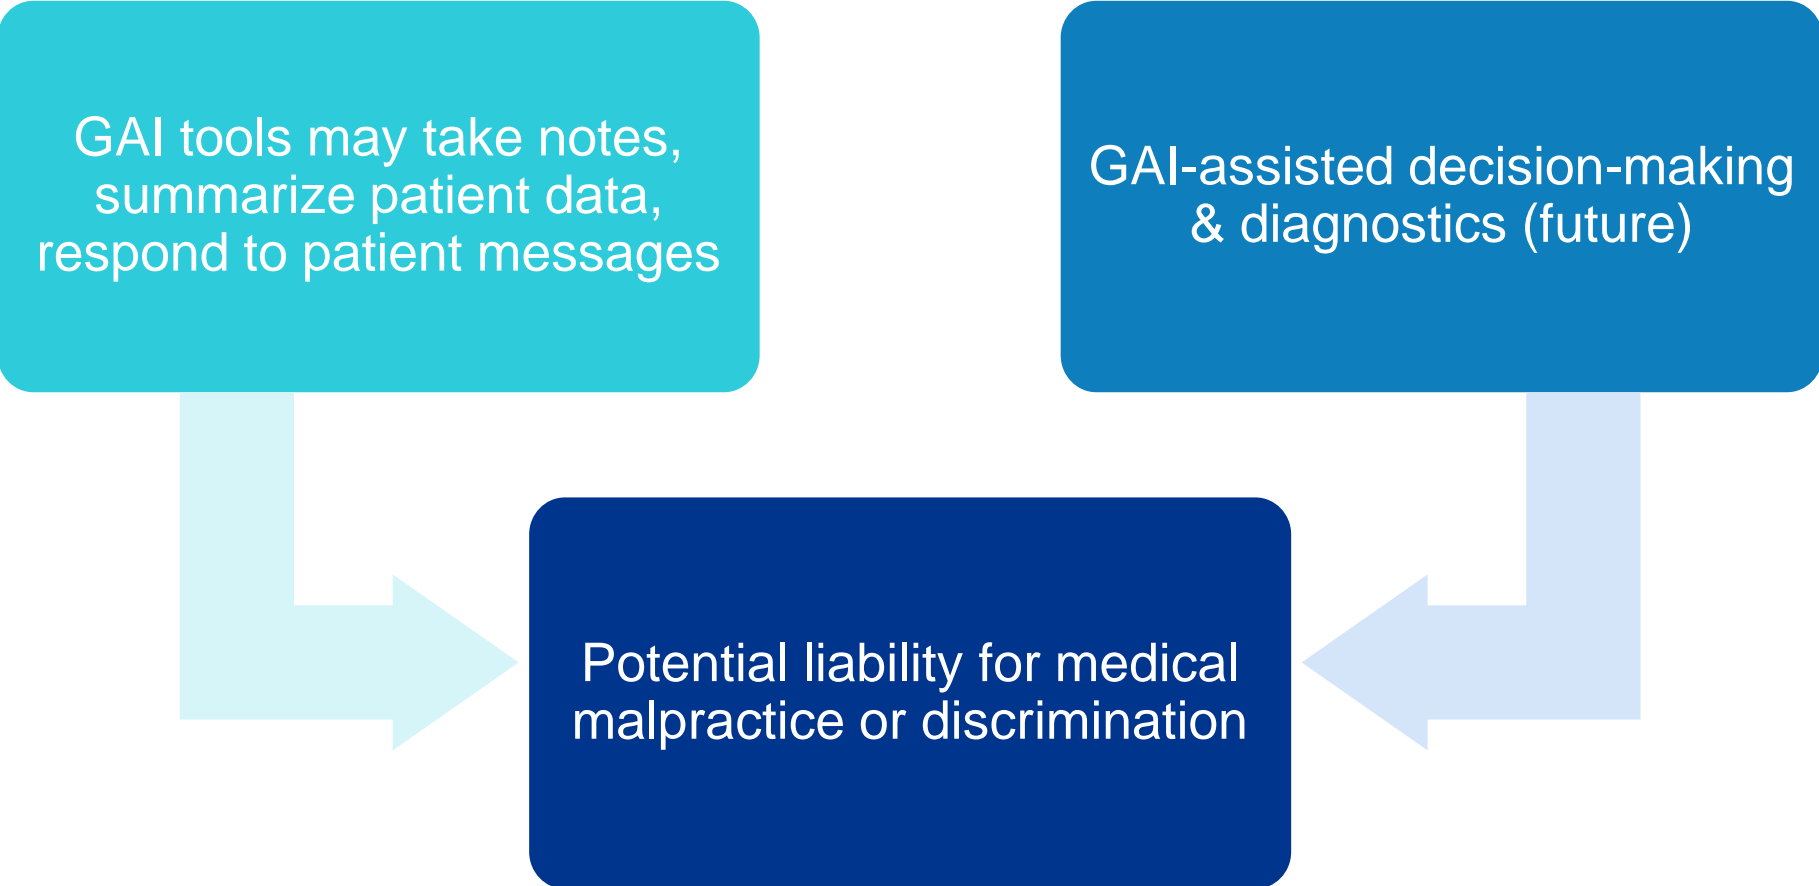 GAI tools may take notes,
summarize patient data,
respond to patient messages
GAI-assisted decision-making
& diagnostics (future)
Potential liability for medical
malpractice or discrimination